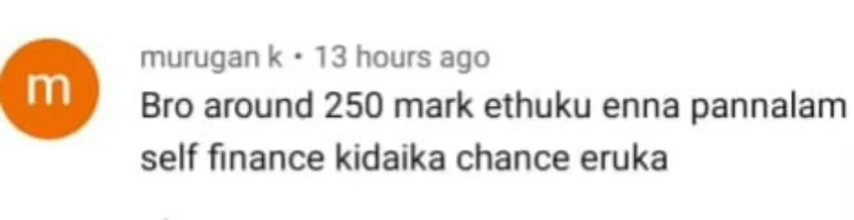 m
murugan k • 13 hours ago
Bro around 250 mark ethuku enna pannalam
self finance kidaika chance eruka